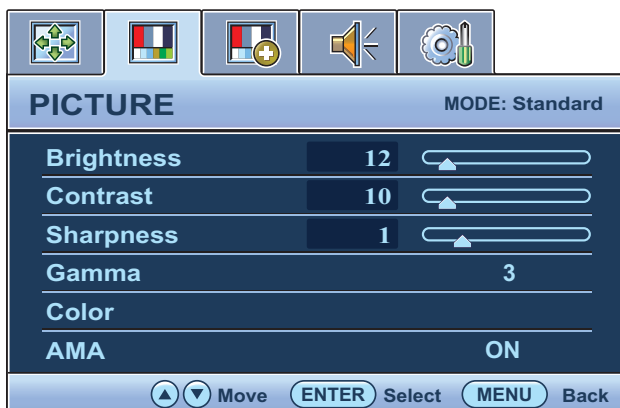 PICTURE MODE: Standard
Brightness 12
Contrast 10
Sharpness 1
Gamma 3
Color
AMA ON
Move ENTER Select MENU Back